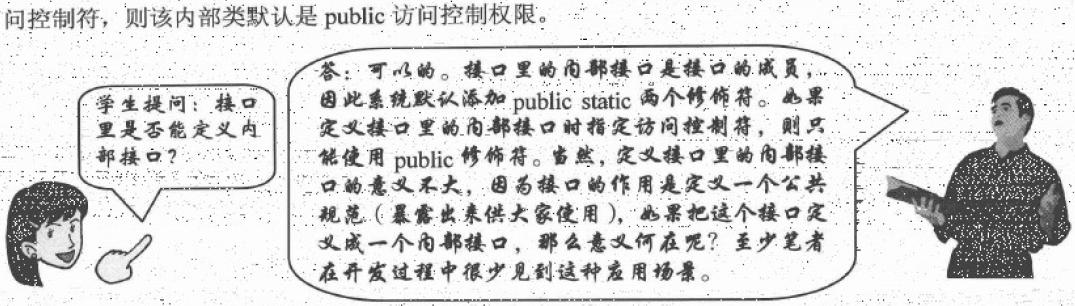 问控制符，则该内部类默认是 public 访问控制权限。
学生提问：接口
里是否能定义内
部接口？
答：可以的。接口里的内部接口是接口的成员，
因此系统默认添加 public static 两个修饰符。如果
定义接口里的内部接口时指定访问控制符，则只
能使用 public 修饰符。当然，定义接口里的内部接
口的意义不大，因为接口的作用是定义一个公共
规范（暴露出来供大家使用），如果把这个接口定
义成一个内部接口，那么意义何在呢？至少笔者
在开发过程中很少见到这种应用场景。